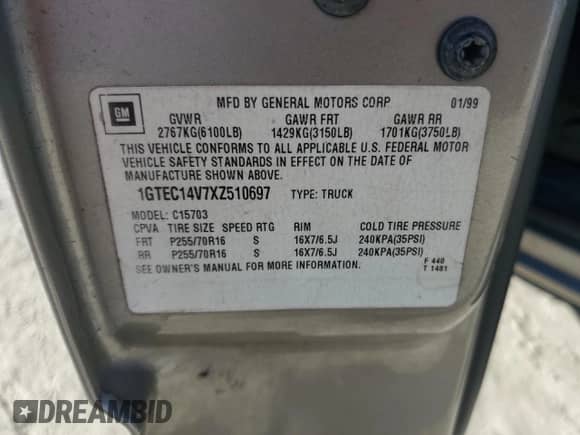 MFD BY GENERAL MOTORS CORP 01/99
GM
GVWR GAWR FRT GAWR RR
2767KG(6100LB) 1429KG(3150LB) 1701KG(3750LB)
THIS VEHICLE CONFORMS TO ALL APPLICABLE U.S. FEDERAL MOTOR
VEHICLE SAFETY STANDARDS IN EFFECT ON THE DATE OF
MANUFACTURE SHOWN ABOVE.
1GTEC14V7XZ510697 TYPE: TRUCK
MODEL: C15703
CPVA TIRE SIZE SPEED RTG RIM COLD TIRE PRESSURE
FRT P255/70R16 S 16X7/6.5J 240KPA(35PSI)
RR P255/70R16 S 16X7/6.5J 240KPA(35PSI)
SEE OWNER'S MANUAL FOR MORE INFORMATION.
F 440
T 1481
DREAMBID